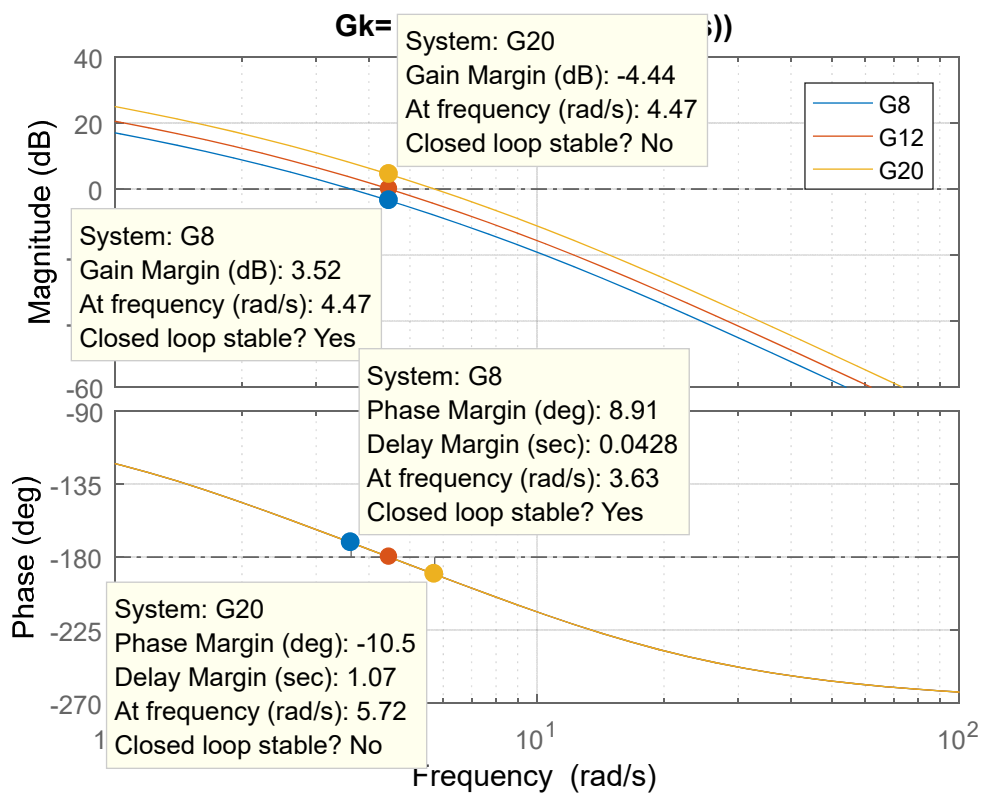 Gk=
s))
System: G20
Gain Margin (dB): -4.44
At frequency (rad/s): 4.47
Closed loop stable? No
G8
G12
G20
40
20
0
-60
Magnitude (dB)
System: G8
Gain Margin (dB): 3.52
At frequency (rad/s): 4.47
Closed loop stable? Yes
System: G8
Phase Margin (deg): 8.91
Delay Margin (sec): 0.0428
At frequency (rad/s): 3.63
Closed loop stable? Yes
-90
-135
-180
-225
-270
Phase (deg)
System: G20
Phase Margin (deg): -10.5
Delay Margin (sec): 1.07
At frequency (rad/s): 5.72
Closed loop stable? No
10^1
10^2
Frequency (rad/s)